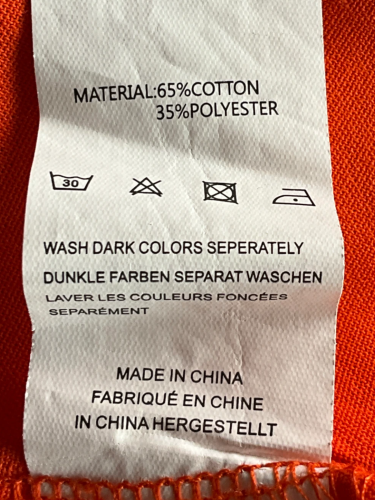 MATERIAL:65%COTTON
35%POLYESTER
30
WASH DARK COLORS SEPERATELY
DUNKLE FARBEN SEPARAT WASCHEN
LAVER LES COULEURS FONCÉES
SEPARÉMENT
MADE IN CHINA
FABRIQUÉ EN CHINE
IN CHINA HERGESTELLT